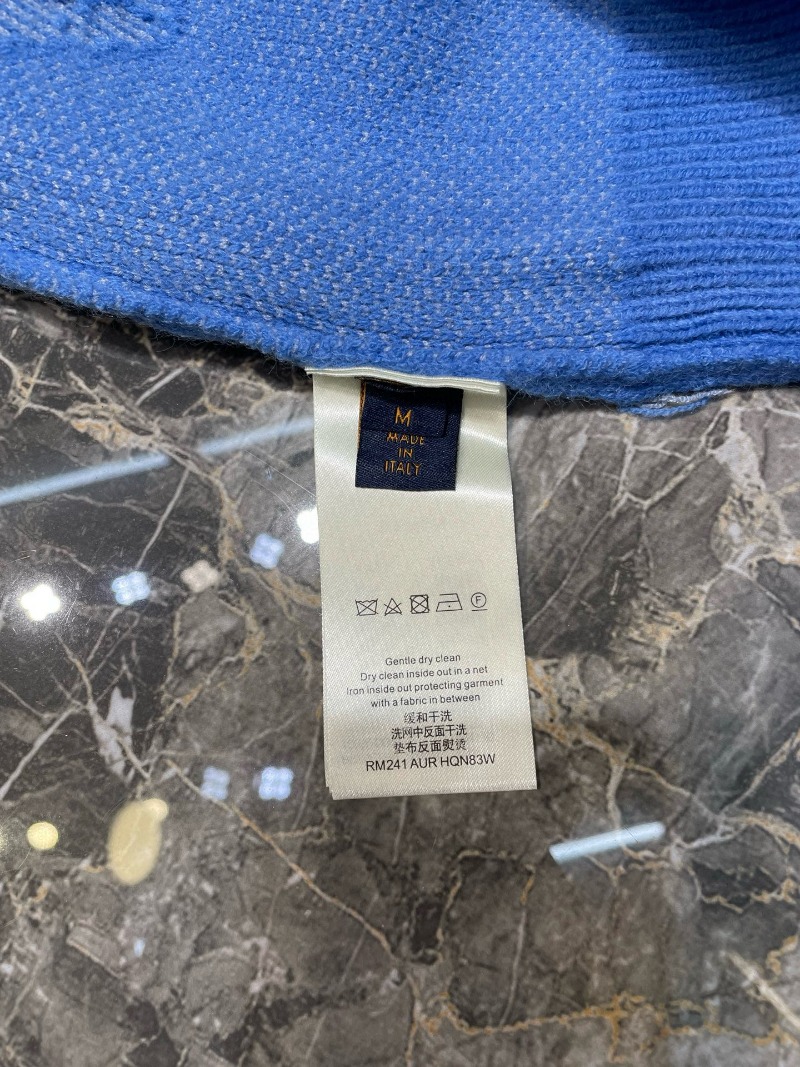 M
MADE
IN
ITALY
F
Gentle dry clean
Dry clean inside out in a net
Iron inside out protecting garment
with a fabric in between
缓和干洗
洗网中反面干洗
垫布反面熨烫
RM241 AUR HQN83W